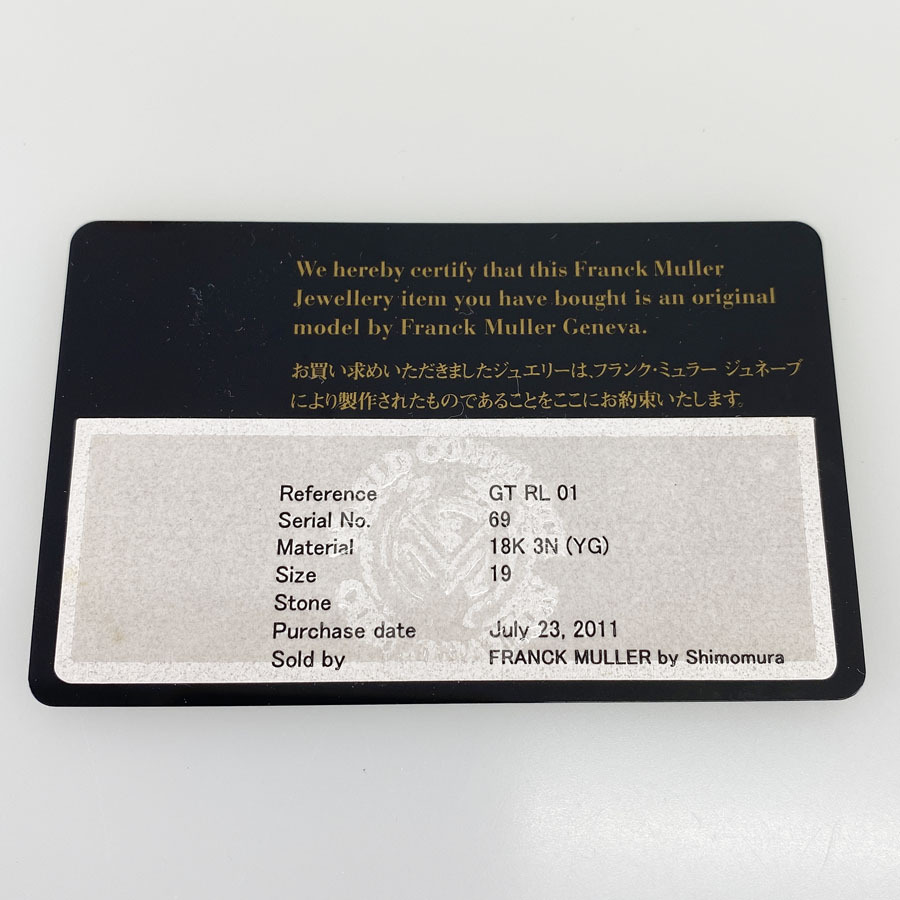 We hereby certify that this Franck Muller
Jewellery item you have bought is an original
model by Franck Muller Geneva.
お買い求めいただきましたジュエリーは、フランク・ミュラー ジュネーブ
により製作されたものであることをここにお約束いたします。
Reference GT RL 01
Serial No. 69
Material 18K 3N (YG)
Size 19
Stone
Purchase date July 23, 2011
Sold by FRANCK MULLER by Shimomura